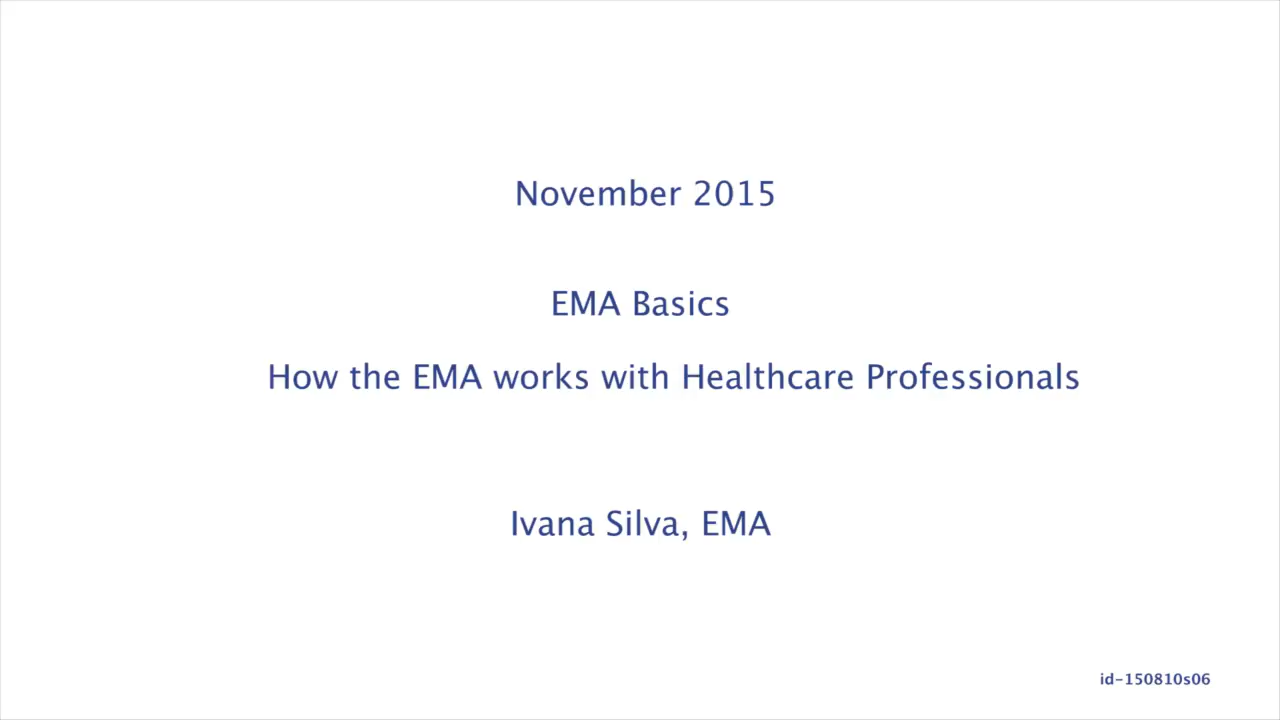 November 2015
EMA Basics
How the EMA works with Healthcare Professionals
Ivana Silva, EMA
id-150810s06